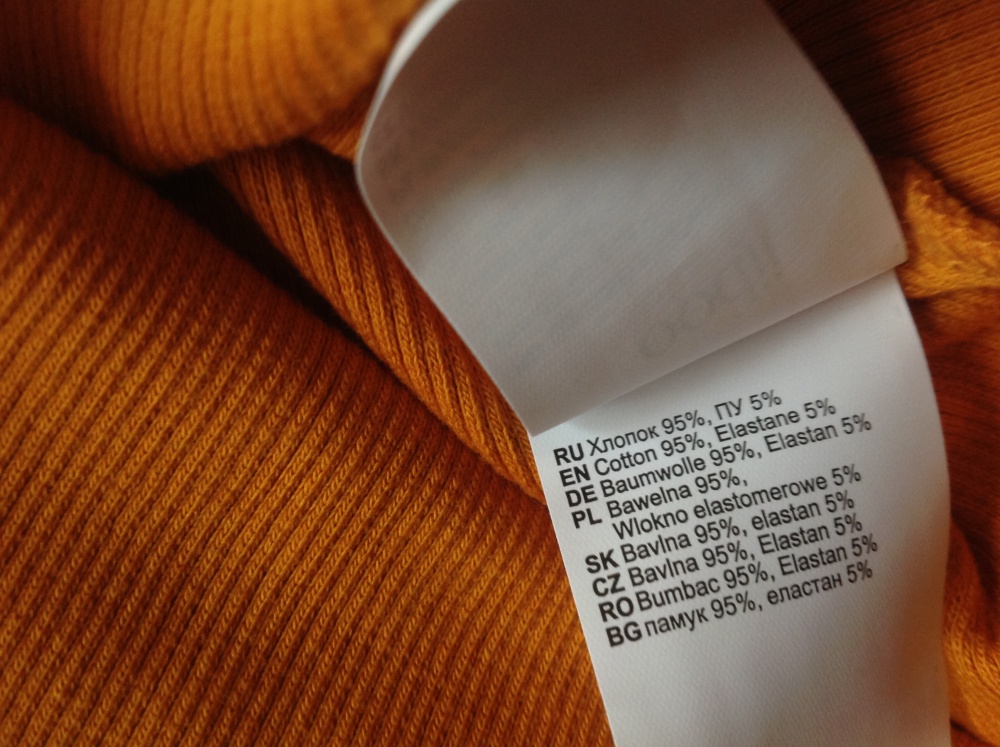 RU Хлопок 95%, ПУ 5%
EN Cotton 95%, Elastane 5%
DE Baumwolle 95%, Elastan 5%
PL Bawelna 95%,
Wlokno elastomerowe 5%
SK Bavlna 95%, elastan 5%
CZ Bavlna 95%, Elastan 5%
RO Bumbac 95%, Elastan 5%
BG памук 95%, еластан 5%